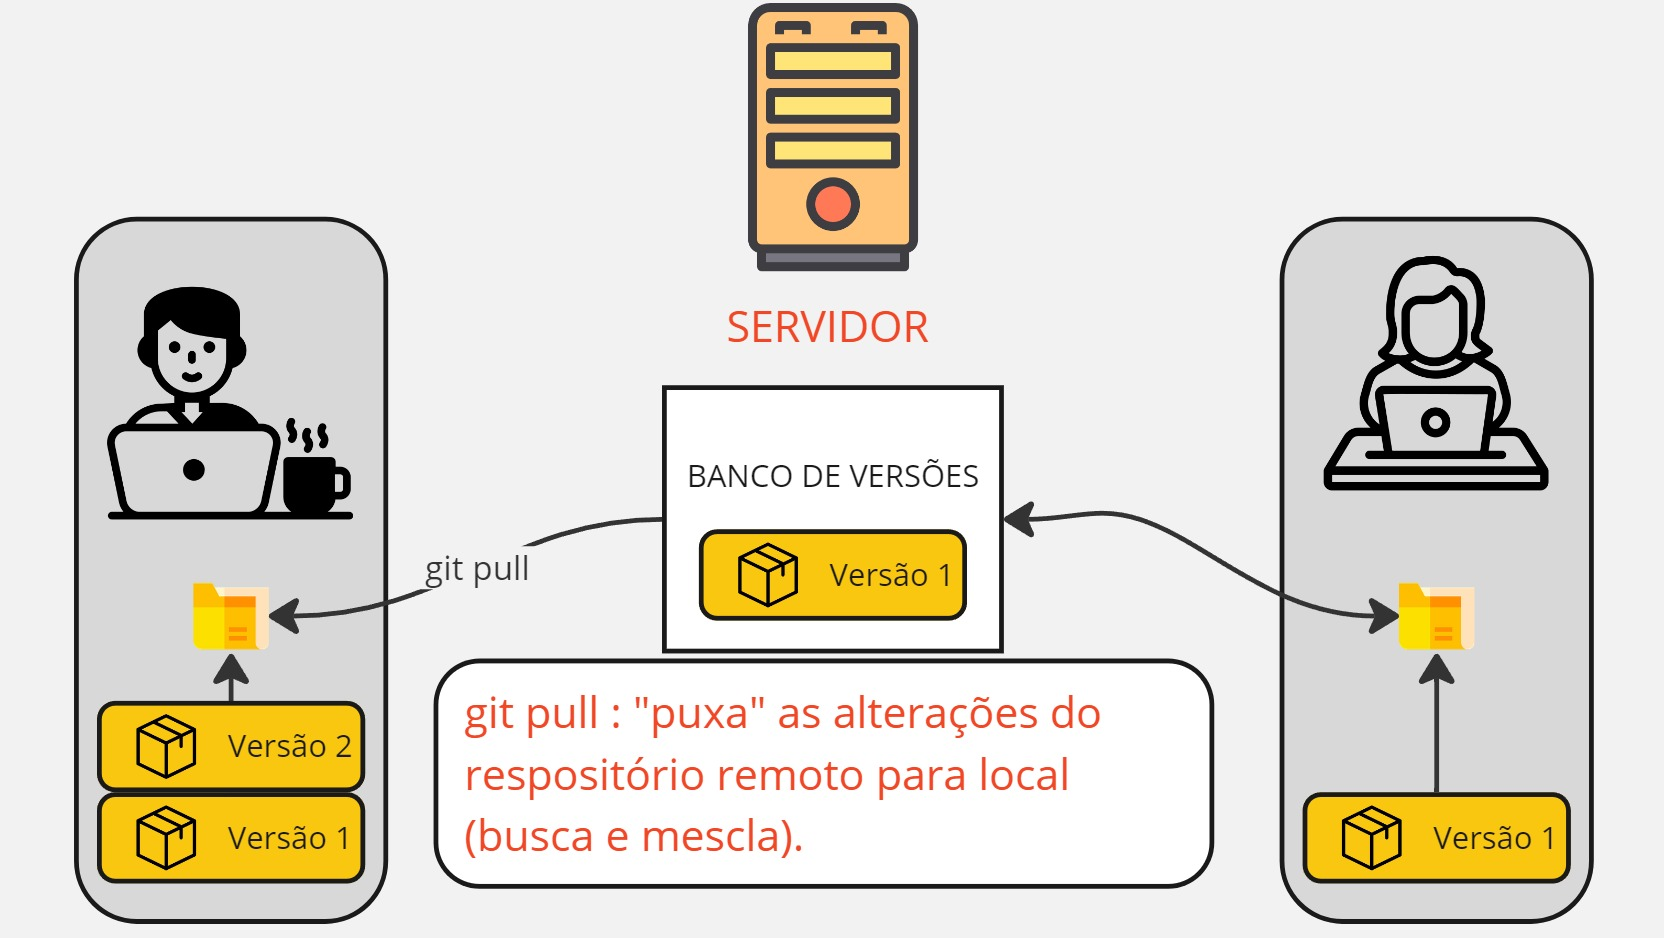 SERVIDOR
BANCO DE VERSÕES
Versão 1
git pull
Versão 2
Versão 1
git pull : "puxa" as alterações do
respositório remoto para local
(busca e mescla).
Versão 1